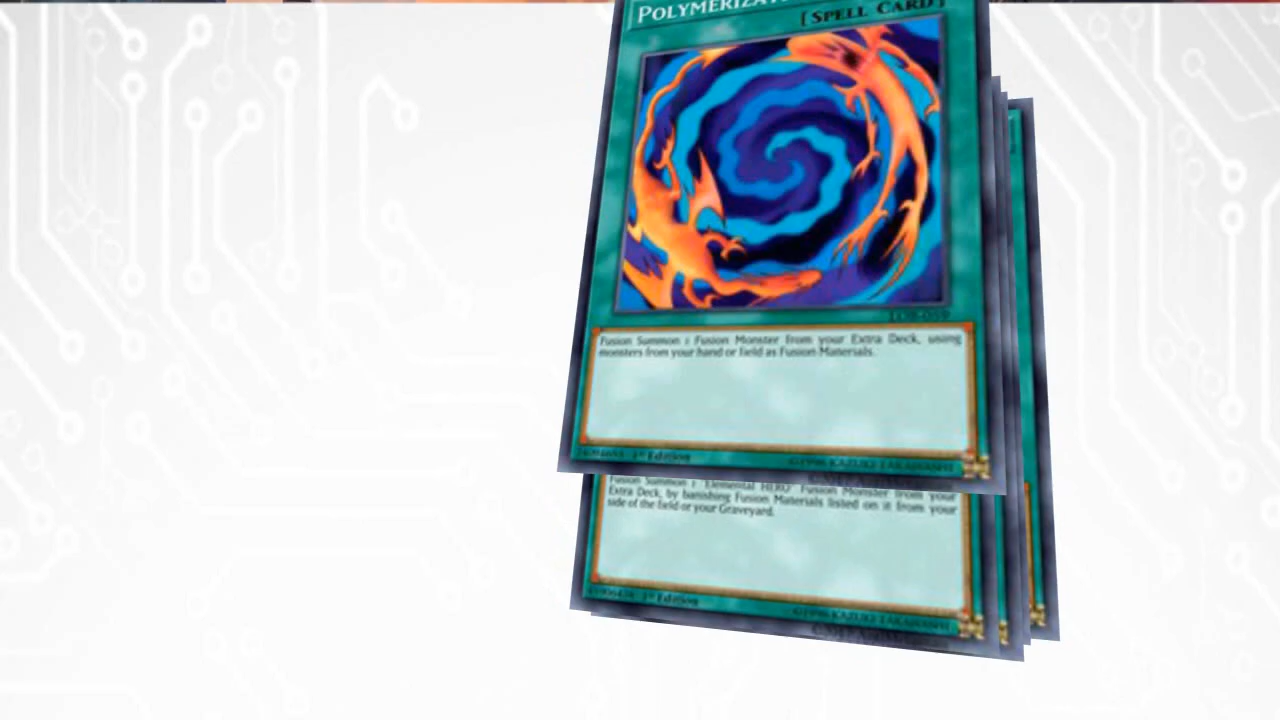 POLYMERIZAT
[SPELL CARD]
LOB-059
Fusion Summon 1 Fusion Monster from your Extra Deck, using
monsters from your hand or field as Fusion Materials.
1st Edition
©1996 KAZUKI TAKAHASHI
Fusion Summon 1 "Elemental HERO" Fusion Monster from your
Extra Deck, by banishing Fusion Materials listed on it from your
side of the field or your Graveyard.
1st Edition
©1996 KAZUKI TAKAHASHI